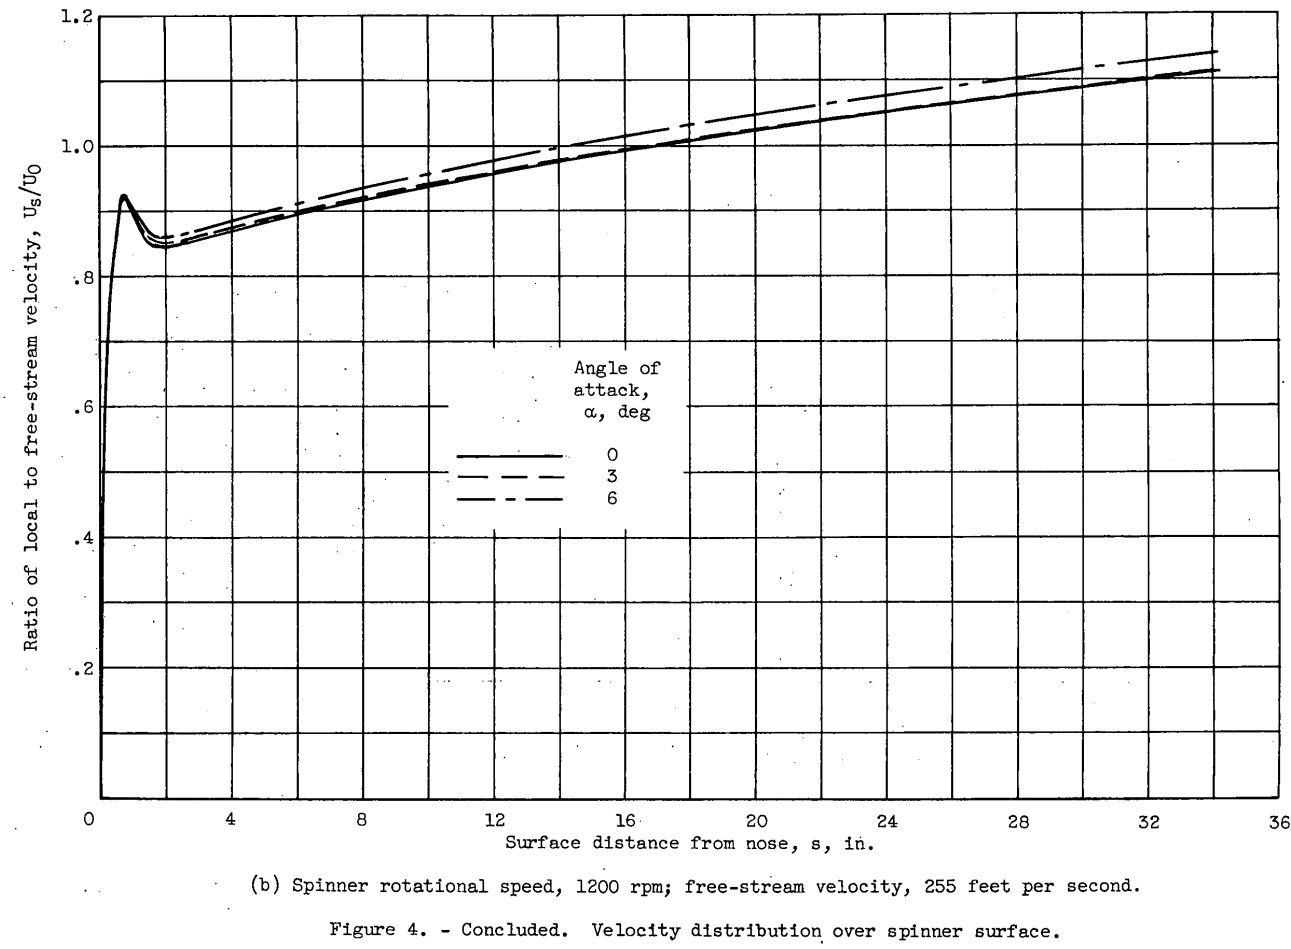 1.2
1.0
.8
.6
.4
.2
Ratio of local to free-stream velocity, Us/U0
Angle of
attack,
α, deg
0
3
6
0 4 8 12 16 20 24 28 32 36
Surface distance from nose, s, in.
(b) Spinner rotational speed, 1200 rpm; free-stream velocity, 255 feet per second.
Figure 4. - Concluded. Velocity distribution over spinner surface.